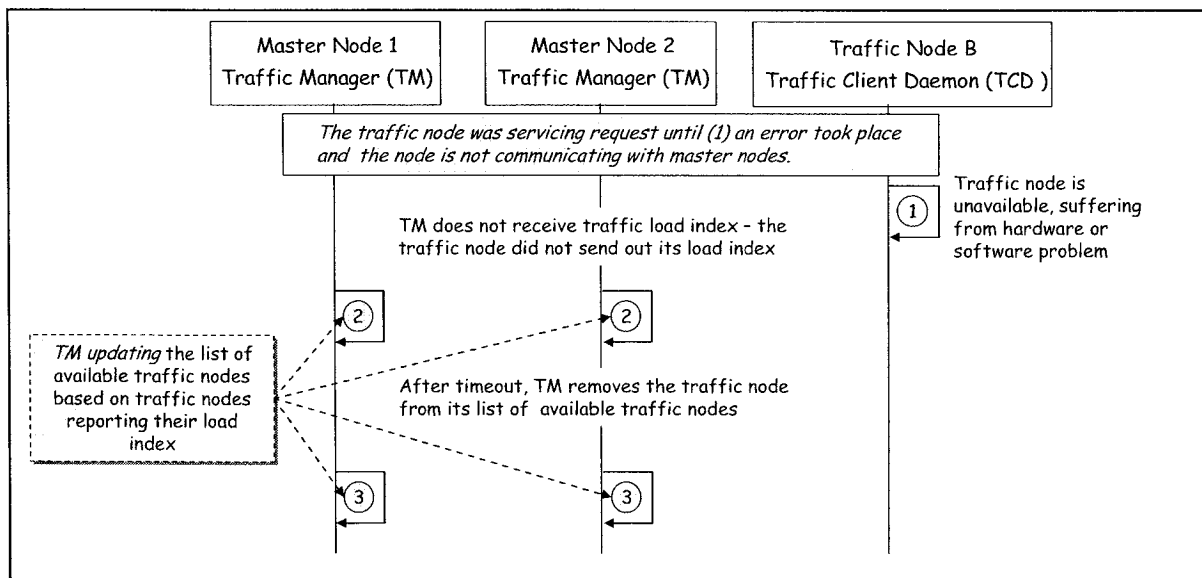 Master Node 1
Traffic Manager (TM)
Master Node 2
Traffic Manager (TM)
Traffic Node B
Traffic Client Daemon (TCD )
The traffic node was servicing request until (1) an error took place
and the node is not communicating with master nodes.
1
Traffic node is
unavailable, suffering
from hardware or
software problem
TM does not receive traffic load index – the
traffic node did not send out its load index
2
2
TM updating the list of
available traffic nodes
based on traffic nodes
reporting their load
index
After timeout, TM removes the traffic node
from its list of available traffic nodes
3
3